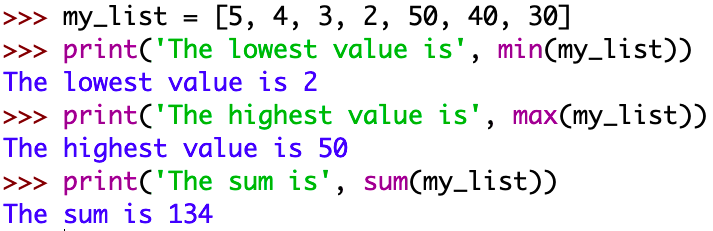 >>> my_list = [5, 4, 3, 2, 50, 40, 30]
>>> print('The lowest value is', min(my_list))
The lowest value is 2
>>> print('The highest value is', max(my_list))
The highest value is 50
>>> print('The sum is', sum(my_list))
The sum is 134